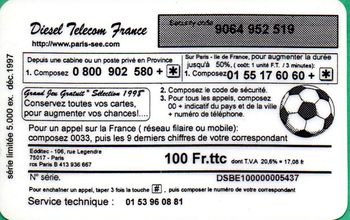 Diesel Telecom France
http://www.paris-see.com
Security code
9064 952 519
Depuis une cabine ou un poste privé en Province
1. Composez 0 800 902 580 + *
Sur Paris - Ile de France, pour augmenter la durée
jusqu'à 50%, ( coût : 1 unité F.T. / 3 minutes):
1. Composez 01 55 17 60 60 + *
Grand Jeu Gratuit " Sélection 1998"
Conservez toutes vos cartes,
pour augmenter vos chances!....
2. Composez le code de sécurité.
3. Pour tous les appels, composez
00 + indicatif du pays et de la ville
+ numéro de téléphone.
Pour un appel sur la France ( réseau filaire ou mobile):
composez 0033, puis les 9 derniers chiffres de votre correspondant
Editec - 106, rue Legendre
75017 - Paris
rcs Paris B 413 936 667
100 Fr.ttc dont T.V.A 20,6% = 17,08 fr
N° série. DSBE100000005437
Pour enchaîner un appel, taper 3 fois la touche #, puis composer le numéro de votre correspondant
Service technique : 01 53 96 08 81
série limitée 5.000 ex. déc.1997